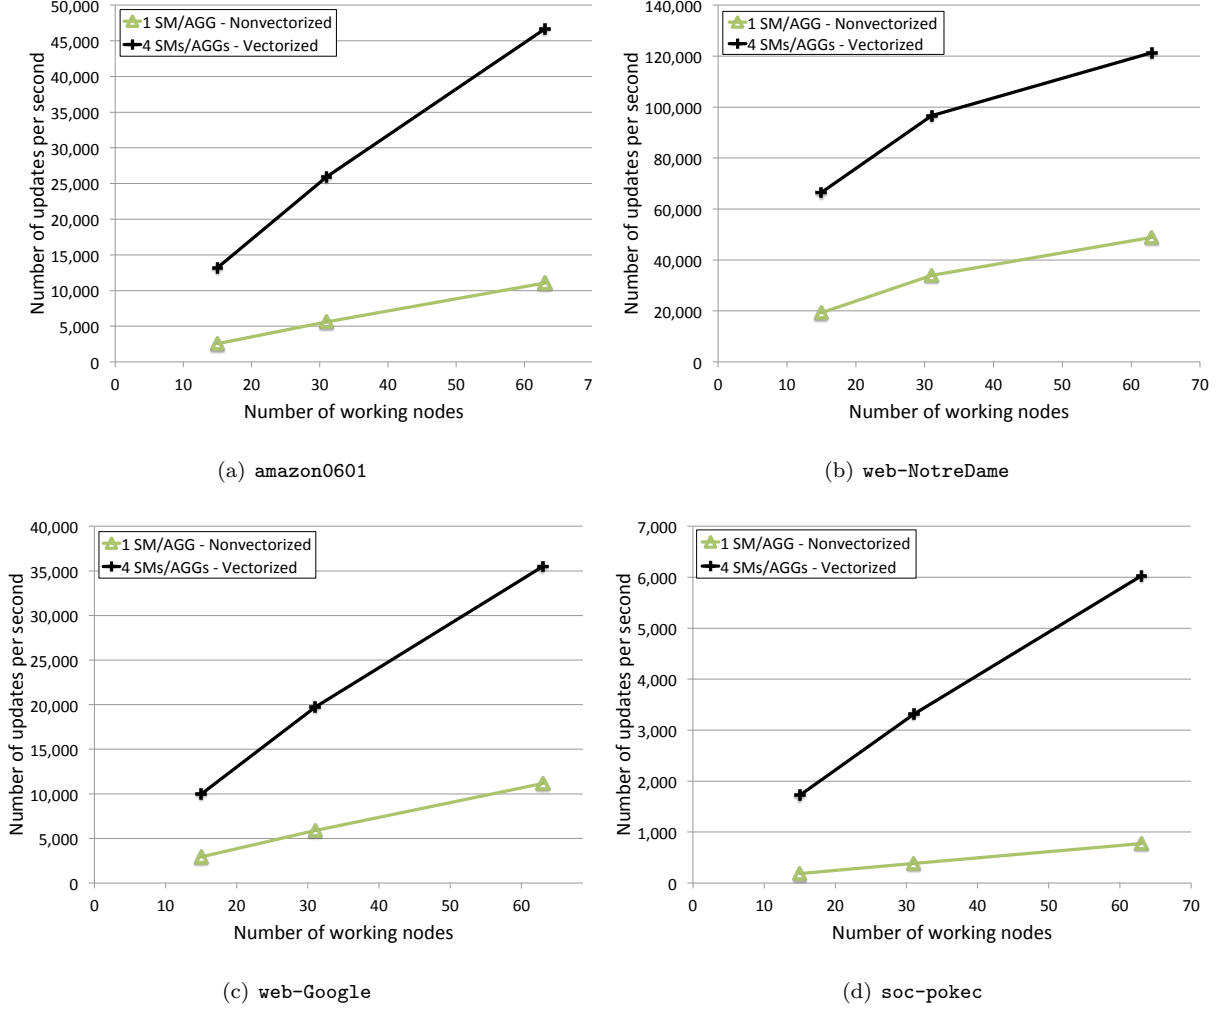 1 SM/AGG - Nonvectorized
4 SMs/AGGs - Vectorized
Number of updates per second
50,000
45,000
40,000
35,000
30,000
25,000
20,000
15,000
10,000
5,000
0
0 10 20 30 40 50 60 7
Number of working nodes
(a) amazon0601
1 SM/AGG - Nonvectorized
4 SMs/AGGs - Vectorized
Number of updates per second
140,000
120,000
100,000
80,000
60,000
40,000
20,000
0
0 10 20 30 40 50 60 70
Number of working nodes
(b) web-NotreDame
1 SM/AGG - Nonvectorized
4 SMs/AGGs - Vectorized
Number of updates per second
40,000
35,000
30,000
25,000
20,000
15,000
10,000
5,000
0
0 10 20 30 40 50 60
Number of working nodes
(c) web-Google
1 SM/AGG - Nonvectorized
4 SMs/AGGs - Vectorized
Number of updates per second
7,000
6,000
5,000
4,000
3,000
2,000
1,000
0
0 10 20 30 40 50 60 70
Number of working nodes
(d) soc-pokec